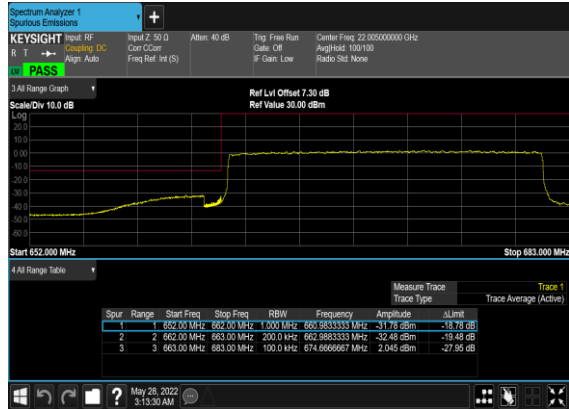 Spectrum Analyzer 1
Spurious Emissions
+
KEYSIGHT Input: RF Input Z: 50 Ω Atten: 40 dB Trig: Free Run Center Freq: 22.005000000 GHz
R T Coupling: DC Corr CCorr Gate: Off Avg|Hold: 100/100
Align: Auto Freq Ref: Int (S) IF Gain: Low Radio Std: None
LV PASS
3 All Range Graph Ref Lvl Offset 7.30 dB
Scale/Div 10.0 dB Ref Value 30.00 dBm
Log
20.0
10.0
0.00
-10.0
-20.0
-30.0
-40.0
-50.0
-60.0
Start 652.000 MHz Stop 683.000 MHz
4 All Range Table
Measure Trace Trace 1
Trace Type Trace Average (Active)
Spur Range Start Freq Stop Freq RBW Frequency Amplitude ΔLimit
1 1 652.00 MHz 662.00 MHz 1.000 MHz 660.9833333 MHz -31.78 dBm -18.78 dB
2 2 662.00 MHz 663.00 MHz 200.0 kHz 662.9883333 MHz -32.48 dBm -19.48 dB
3 3 663.00 MHz 683.00 MHz 100.0 kHz 674.6666667 MHz 2.045 dBm -27.95 dB
?
May 28, 2022
3:13:30 AM